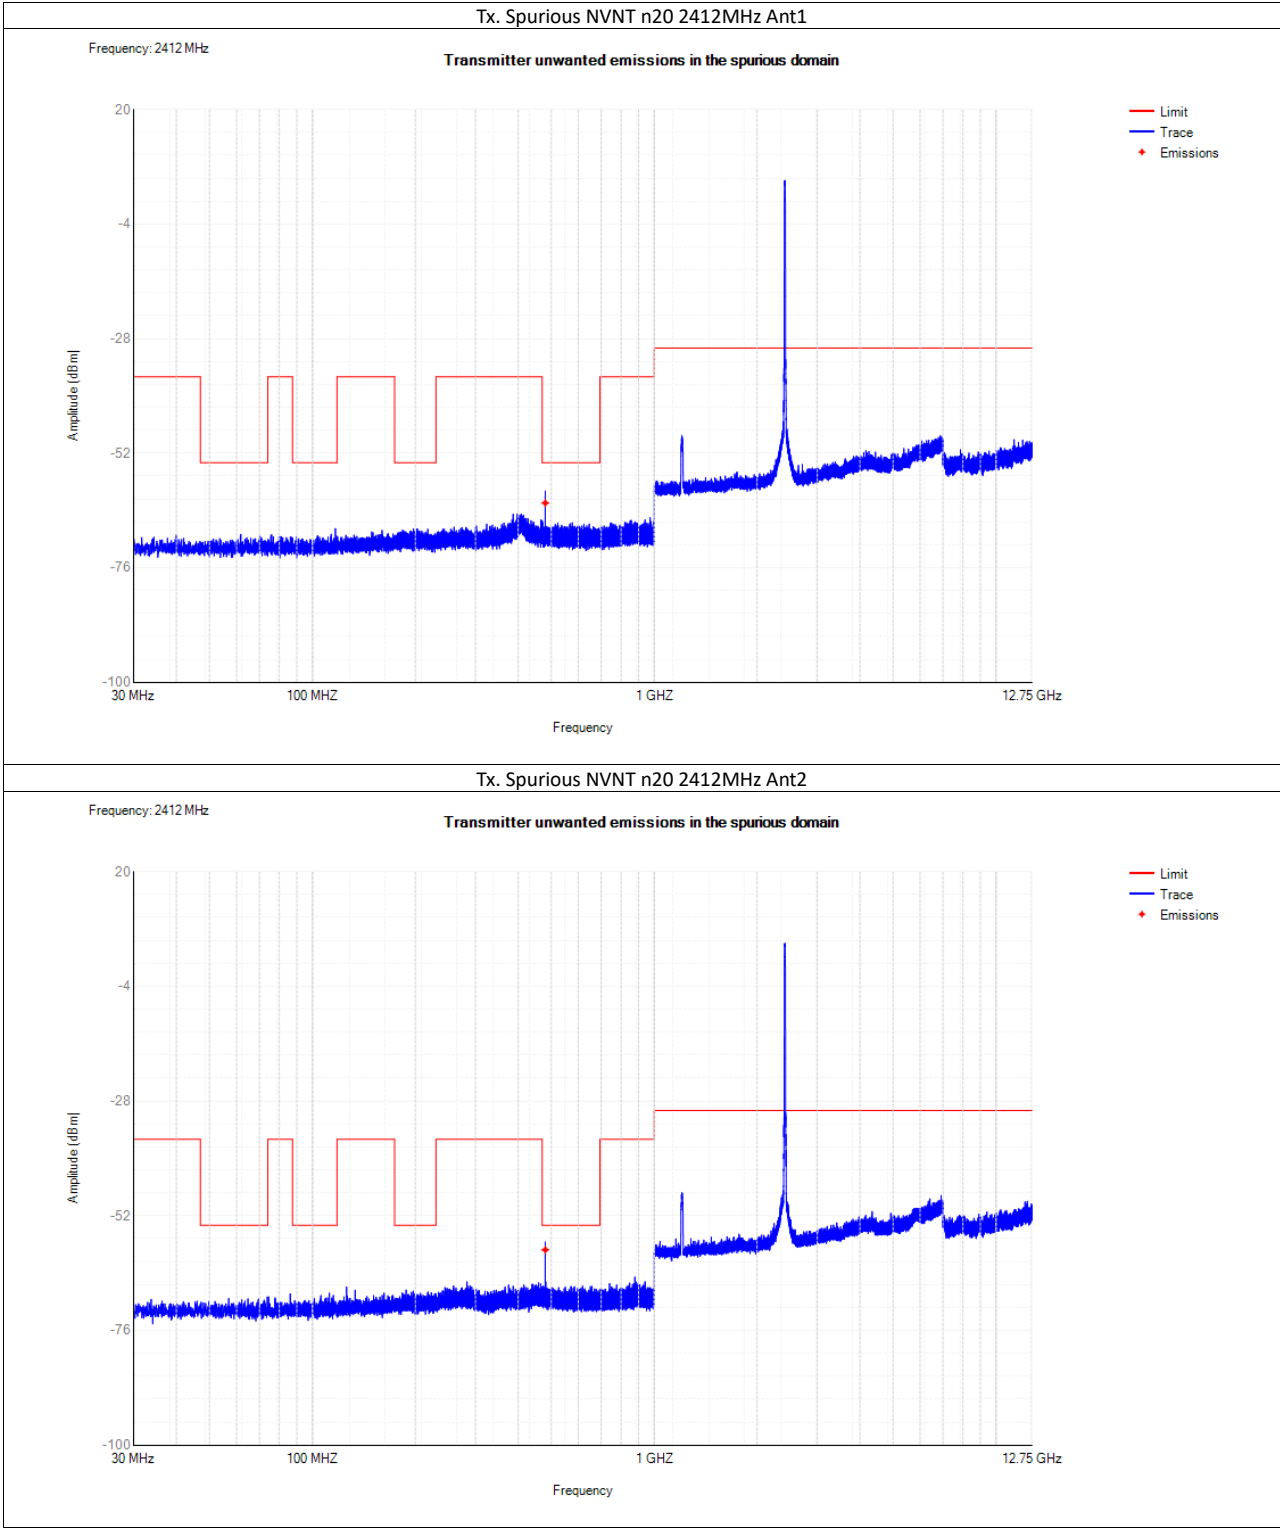 Tx. Spurious NVNT n20 2412MHz Ant1
Frequency: 2412 MHz
Transmitter unwanted emissions in the spurious domain
Limit
Trace
Emissions
20
-4
-28
-52
-76
-100
Amplitude [dBm]
30 MHz
100 MHZ
1 GHZ
12.75 GHz
Frequency
Tx. Spurious NVNT n20 2412MHz Ant2
Frequency: 2412 MHz
Transmitter unwanted emissions in the spurious domain
Limit
Trace
Emissions
20
-4
-28
-52
-76
-100
Amplitude [dBm]
30 MHz
100 MHZ
1 GHZ
12.75 GHz
Frequency